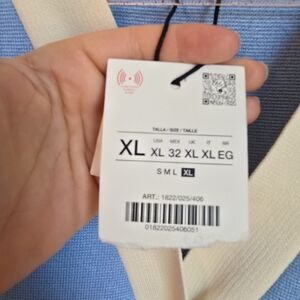 TALLA / SIZE / TAILLE
USA MEX UK IT BR
XL XL 32 XL XL EG
S M L XL
ART.: 1822/025/406
01822025406051